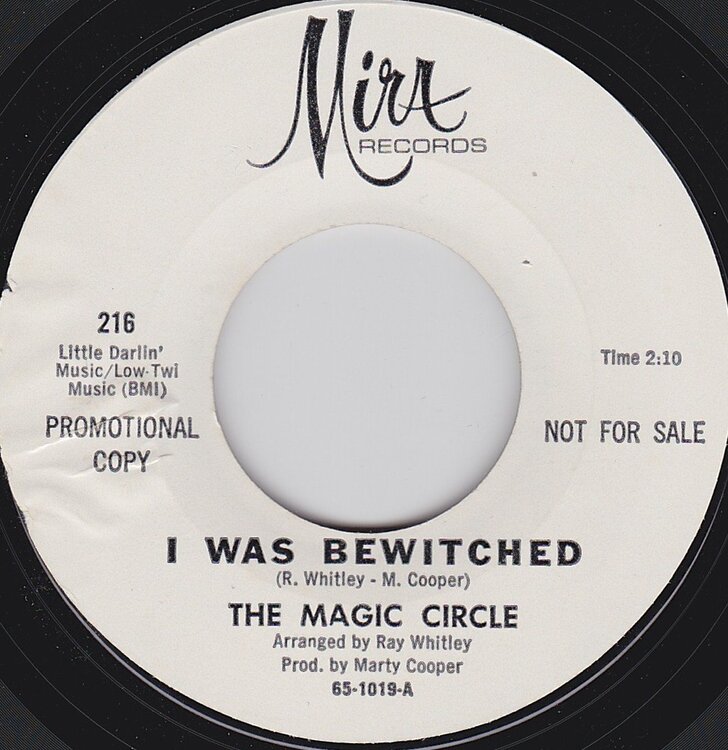 Mira
RECORDS
216
Little Darlin'
Music/Low-Twi
Music (BMI)
PROMOTIONAL
COPY
Time 2:10
NOT FOR SALE
I WAS BEWITCHED
(R. Whitley - M. Cooper)
THE MAGIC CIRCLE
Arranged by Ray Whitley
Prod. by Marty Cooper
65-1019-A